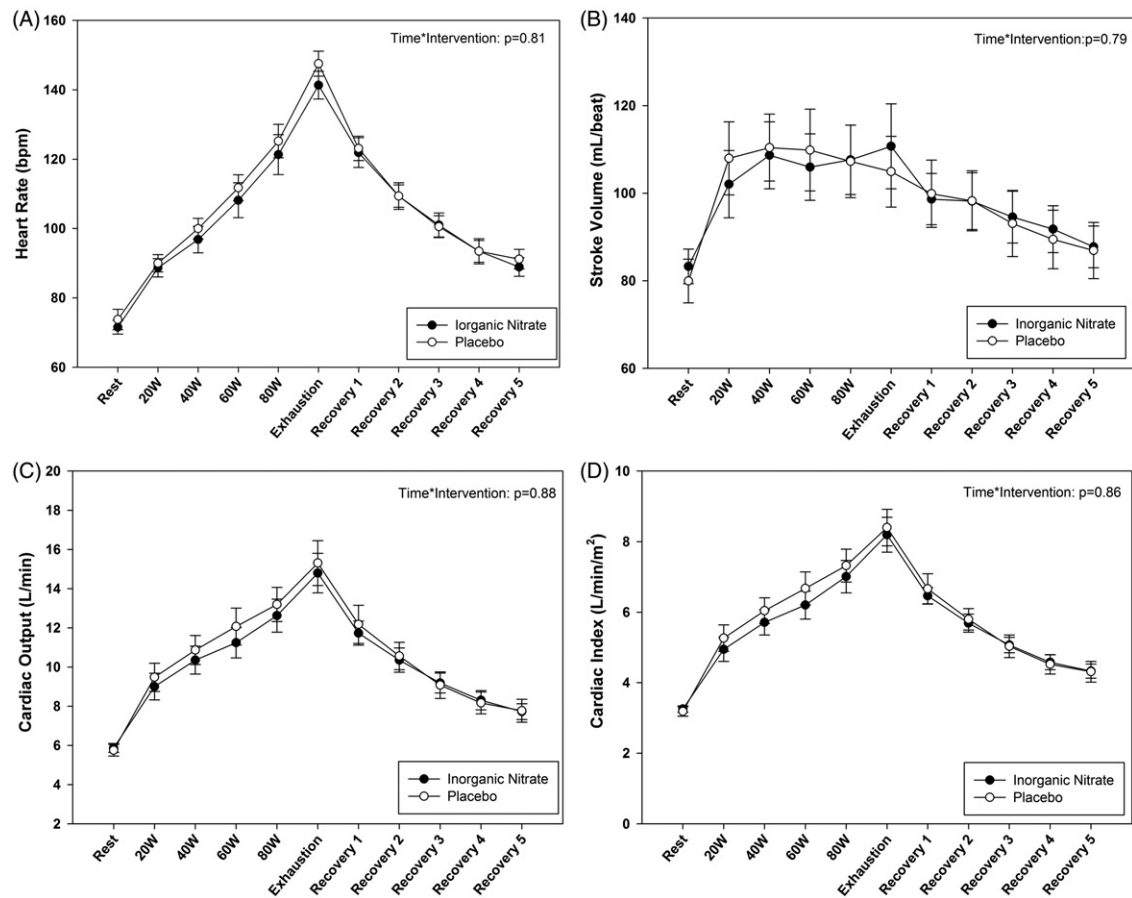 (A)
Time*Intervention: p=0.81
Heart Rate (bpm)
160
140
120
100
80
60
Iorganic Nitrate
Placebo
Rest
20W
40W
60W
80W
Exhaustion
Recovery 1
Recovery 2
Recovery 3
Recovery 4
Recovery 5
(B)
Time*Intervention:p=0.79
Stroke Volume (mL/beat)
140
120
100
80
60
Inorganic Nitrate
Placebo
Rest
20W
40W
60W
80W
Exhaustion
Recovery 1
Recovery 2
Recovery 3
Recovery 4
Recovery 5
(C)
Time*Intervention: p=0.88
Cardiac Output (L/min)
20
18
16
14
12
10
8
6
4
2
Inorganic Nitrate
Placebo
Rest
20W
40W
60W
80W
Exhaustion
Recovery 1
Recovery 2
Recovery 3
Recovery 4
Recovery 5
(D)
Time*Intervention: p=0.86
Cardiac Index (L/min/m²)
10
8
6
4
2
0
Inorganic Nitrate
Placebo
Rest
20W
40W
60W
80W
Exhaustion
Recovery 1
Recovery 2
Recovery 3
Recovery 4
Recovery 5